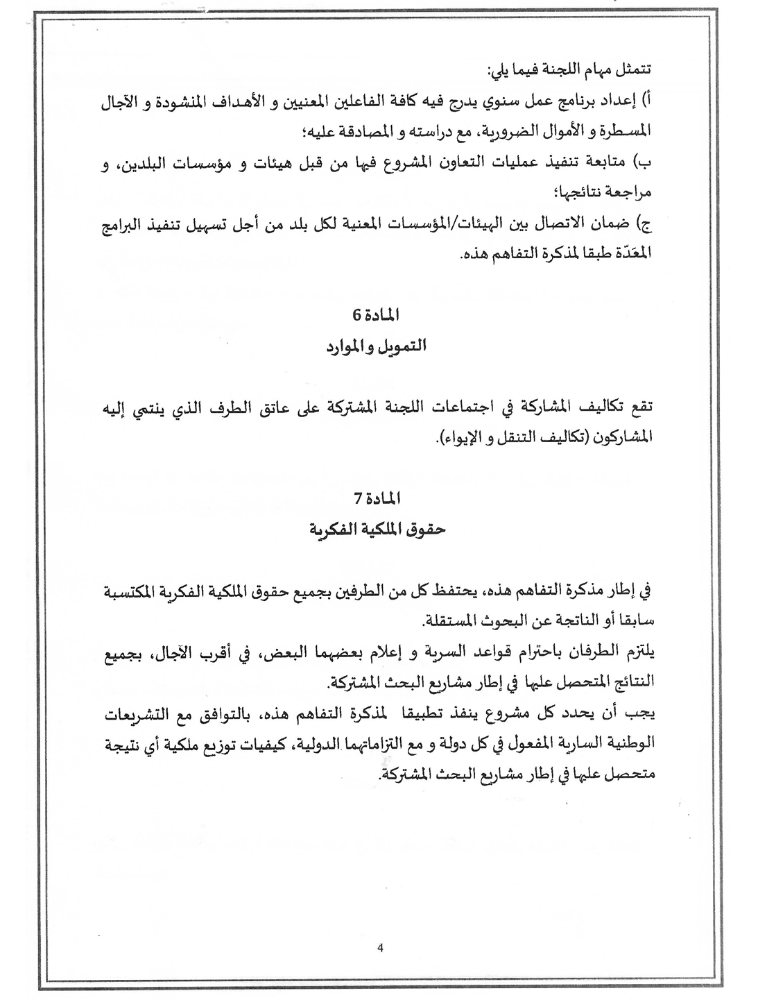 تتمثل مهام اللجنة فيما يلي:
أ) إعداد برنامج عمل سنوي يدرج فيه كافة الفاعلين المعنيين و الأهداف المنشودة و الآجال
المسطرة و الأموال الضرورية، مع دراسته و المصادقة عليه؛
ب) متابعة تنفيذ عمليات التعاون المشروع فيها من قبل هيئات و مؤسسات البلدين، و
مراجعة نتائجها؛
ج) ضمان الاتصال بين الهيئات/المؤسسات المعنية لكل بلد من أجل تسهيل تنفيذ البرامج
المعَدّة طبقا لمذكرة التفاهم هذه.
المادة 6
التمويل والموارد
تقع تكاليف المشاركة في اجتماعات اللجنة المشتركة على عاتق الطرف الذي ينتمي إليه
المشاركون (تكاليف التنقل و الإيواء).
المادة 7
حقوق الملكية الفكرية
في إطار مذكرة التفاهم هذه، يحتفظ كل من الطرفين بجميع حقوق الملكية الفكرية المكتسبة
سابقا أو الناتجة عن البحوث المستقلة.
يلتزم الطرفان باحترام قواعد السرية و إعلام بعضهما البعض، في أقرب الآجال، بجميع
النتائج المتحصل عليها في إطار مشاريع البحث المشتركة.
يجب أن يحدد كل مشروع ينفذ تطبيقا لمذكرة التفاهم هذه، بالتوافق مع التشريعات
الوطنية السارية المفعول في كل دولة و مع التزاماتهما الدولية، كيفيات توزيع ملكية أي نتيجة
متحصل عليها في إطار مشاريع البحث المشتركة.
4